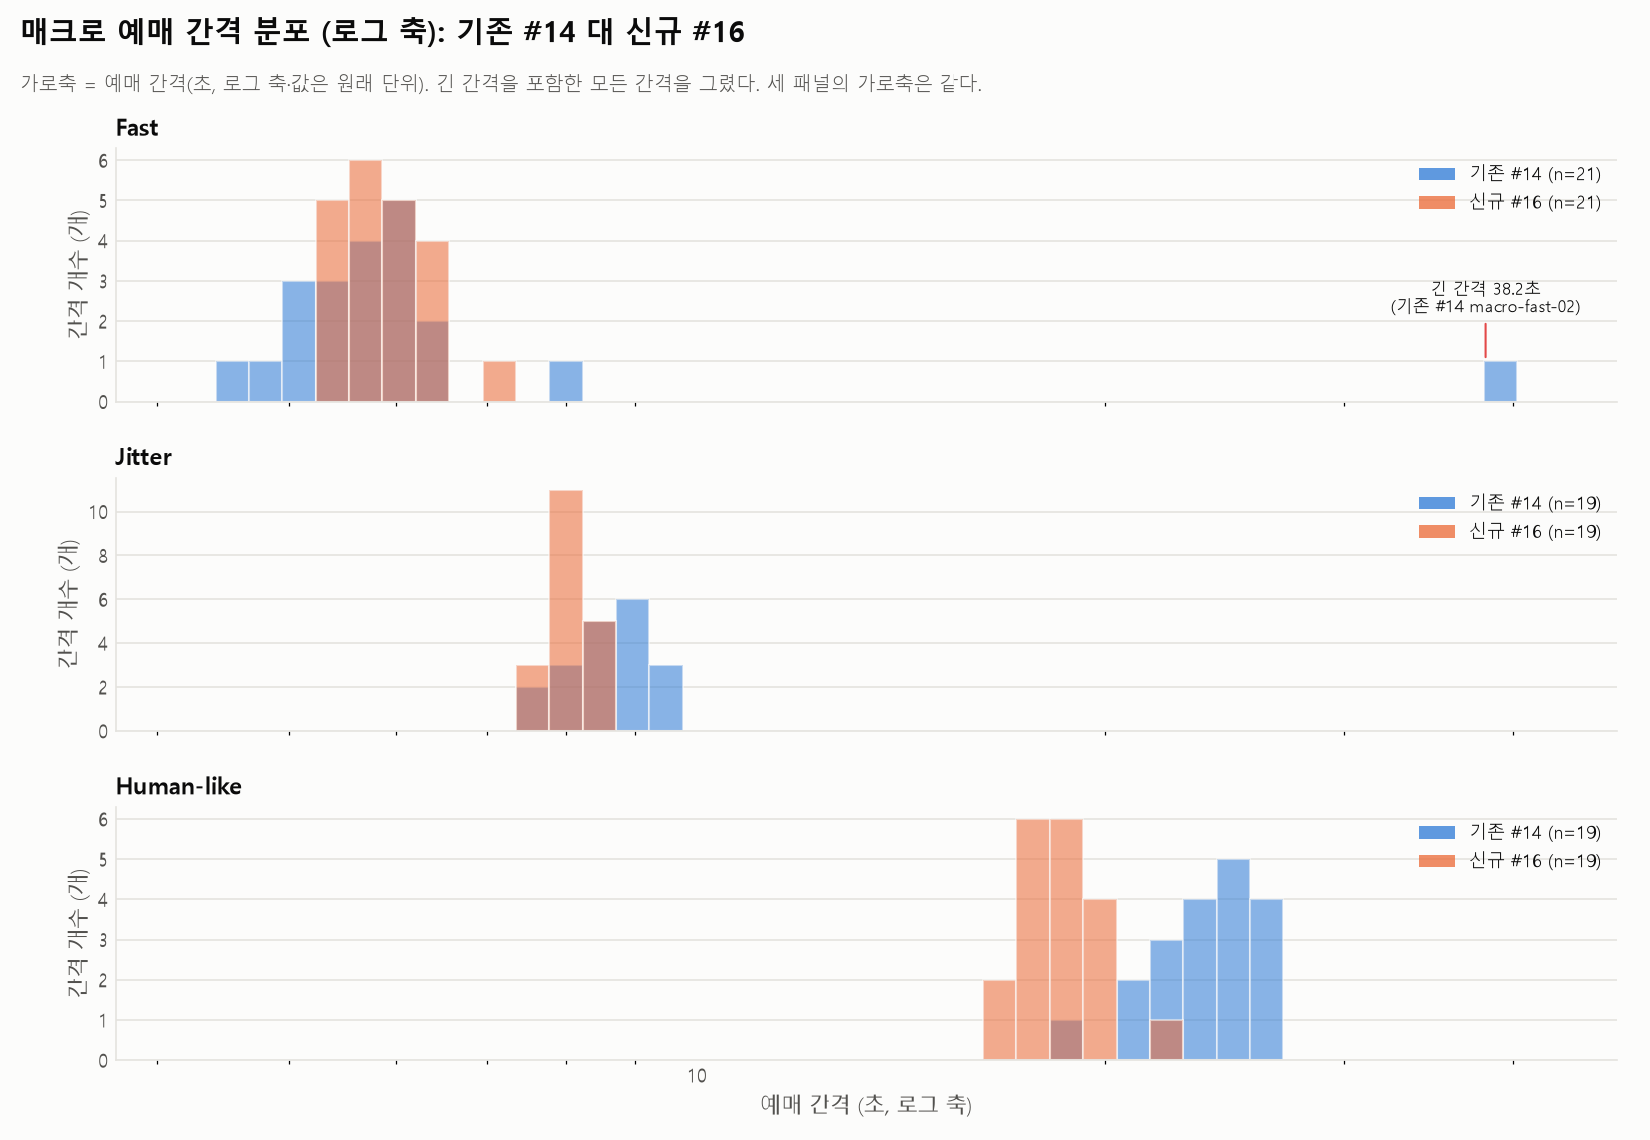 매크로 예매 간격 분포 (로그 축): 기존 #14 대 신규 #16
가로축 = 예매 간격(초, 로그 축·값은 원래 단위). 긴 간격을 포함한 모든 간격을 그렸다. 세 패널의 가로축은 같다.
Fast
간격 개수 (개)
6
5
4
3
2
1
0
기존 #14 (n=21)
신규 #16 (n=21)
긴 간격 38.2초
(기존 #14 macro-fast-02)
Jitter
간격 개수 (개)
10
8
6
4
2
0
기존 #14 (n=19)
신규 #16 (n=19)
Human-like
간격 개수 (개)
6
5
4
3
2
1
0
기존 #14 (n=19)
신규 #16 (n=19)
10
예매 간격 (초, 로그 축)